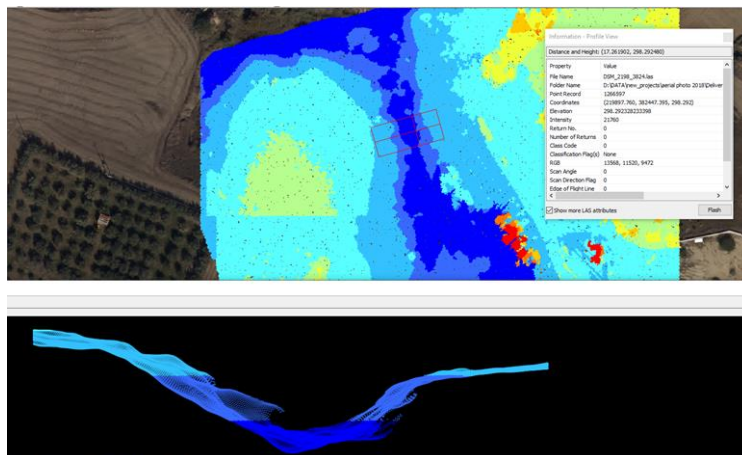 Information - Profile View
Distance and Height: (17.261902, 298.292480)
Property Value
File Name DSM_2198_3824.las
Folder Name D:\DATA\new_projects\aerial photo 2018\Deliver
Point Record 1286597
Coordinates (219897.760, 382447.395, 298.292)
Elevation 298.292328233398
Intensity 21760
Return No. 0
Number of Returns 0
Class Code 0
Classification Flag(s) None
RGB 13568, 11520, 9472
Scan Angle 0
Scan Direction Flag 0
Edge of Flight Line 0
Show more LAS attributes Flash